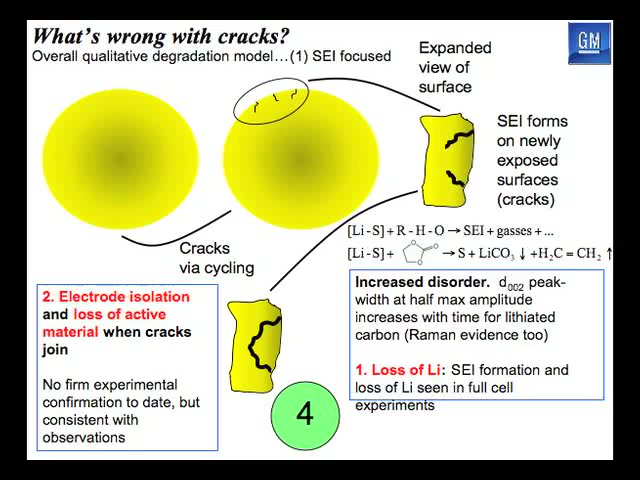 What's wrong with cracks?
Overall qualitative degradation model…(1) SEI focused
GM
Expanded
view of
surface
SEI forms
on newly
exposed
surfaces
(cracks)
Cracks
via cycling
[Li-S]+R-H-O→SEI+gasses+...
[Li-S]+ O O O →S+LiCO₃↓+H₂C=CH₂↑
2. Electrode isolation
and loss of active
material when cracks
join
No firm experimental
confirmation to date, but
consistent with
observations
Increased disorder. d₀₀₂ peak-
width at half max amplitude
increases with time for lithiated
carbon (Raman evidence too)
1. Loss of Li: SEI formation and
loss of Li seen in full cell
experiments
4